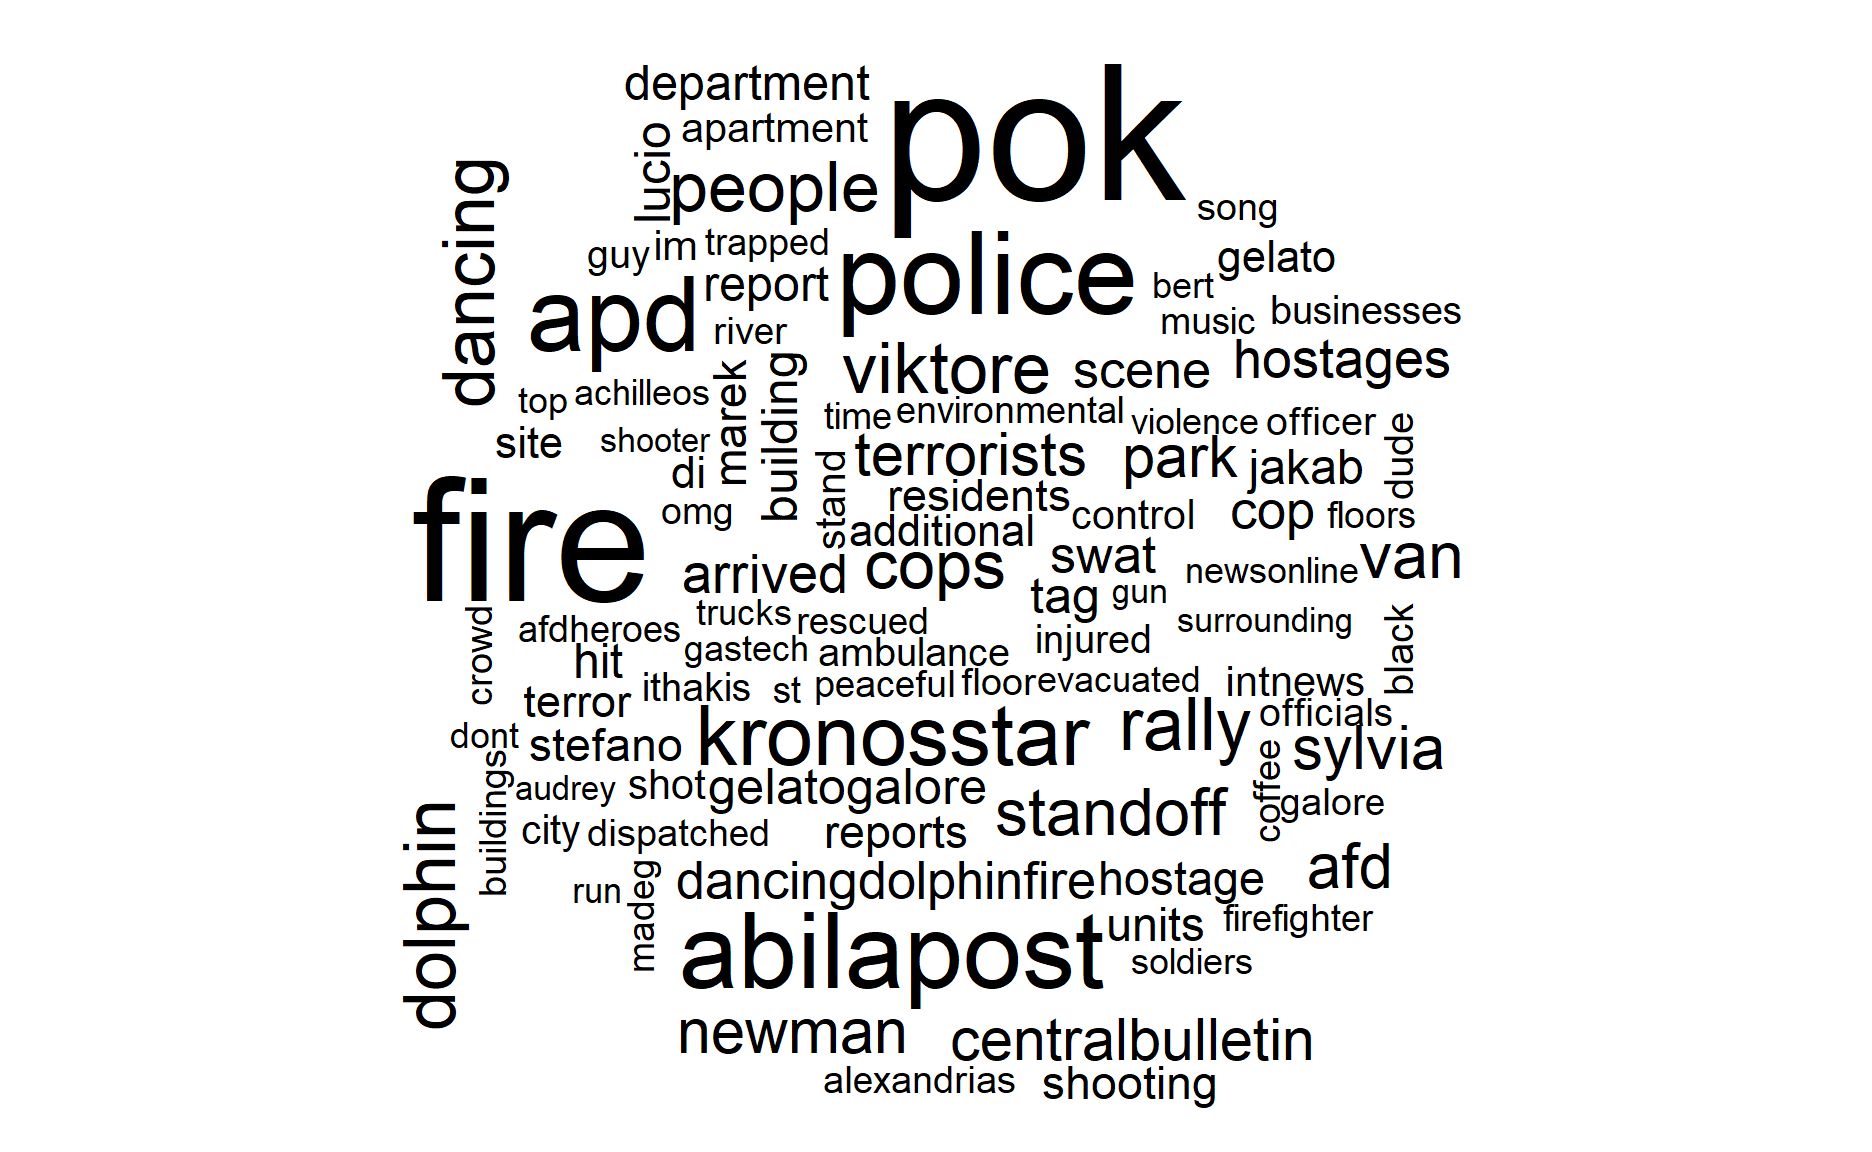 department
pok
apartment
lucio
people
dancing
song
guy
im
trapped
police
gelato
apd
report
bert
river
music
businesses
viktore
scene
hostages
top
achilleos
marek
building
time
environmental
violence
officer
site
shooter
di
stand
terrorists
park
jakab
dude
fire
omg
residents
additional
control
cop
floors
arrived
cops
swat
newsonline
van
tag
gun
crowd
afdheroes
trucks
rescued
surrounding
black
hit
gastech
ambulance
injured
terror
ithakis
st
peaceful
floor
evacuated
intnews
dont
stefano
kronosstar
rally
officials
sylvia
buildings
audrey
shot
gelatogalore
standoff
coffee
galore
dolphin
city
dispatched
reports
run
madeg
dancingdolphinfire
hostage
afd
abilapost
units
firefighter
soldiers
newman
centralbulletin
alexandrias
shooting